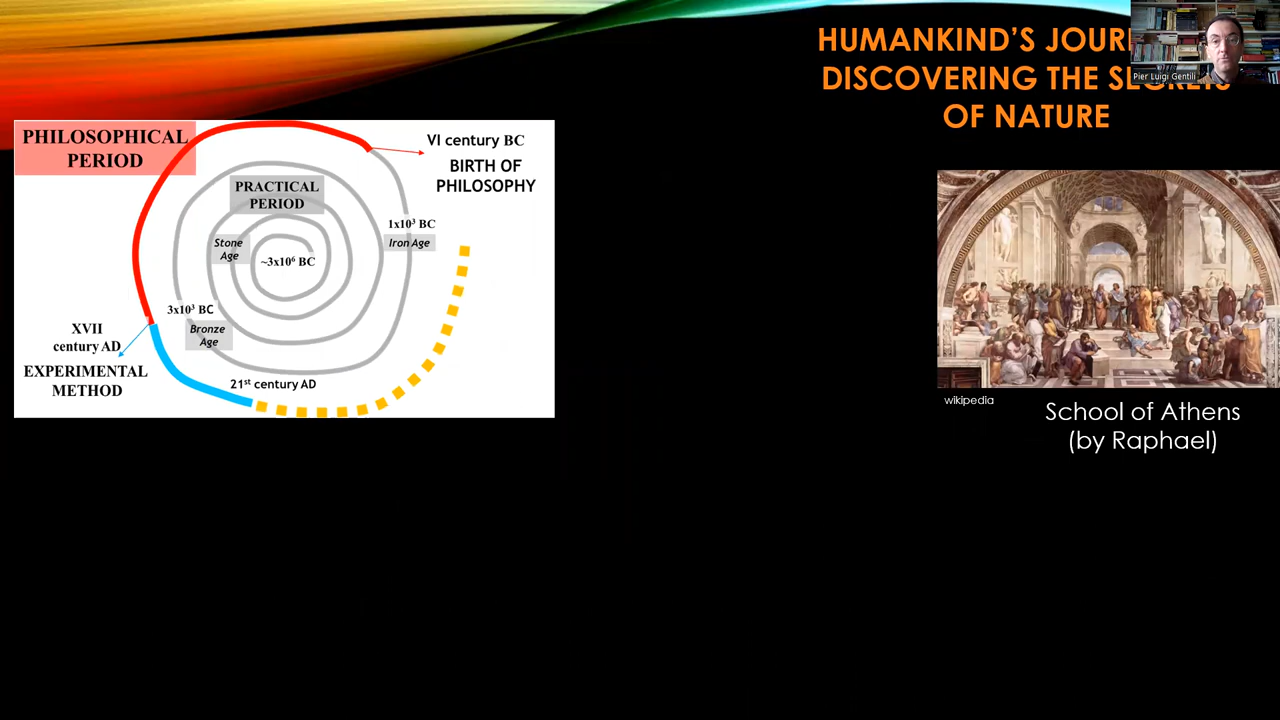 HUMANKIND'S JOUR
DISCOVERING THE
OF NATURE
Pier Luigi Gentili
PHILOSOPHICAL
PERIOD
VI century BC
BIRTH OF
PHILOSOPHY
PRACTICAL
PERIOD
1x10³ BC
Iron Age
Stone
Age
~3x10⁶ BC
3x10³ BC
Bronze
Age
XVII
century AD
EXPERIMENTAL
METHOD
21st century AD
wikipedia
School of Athens
(by Raphael)